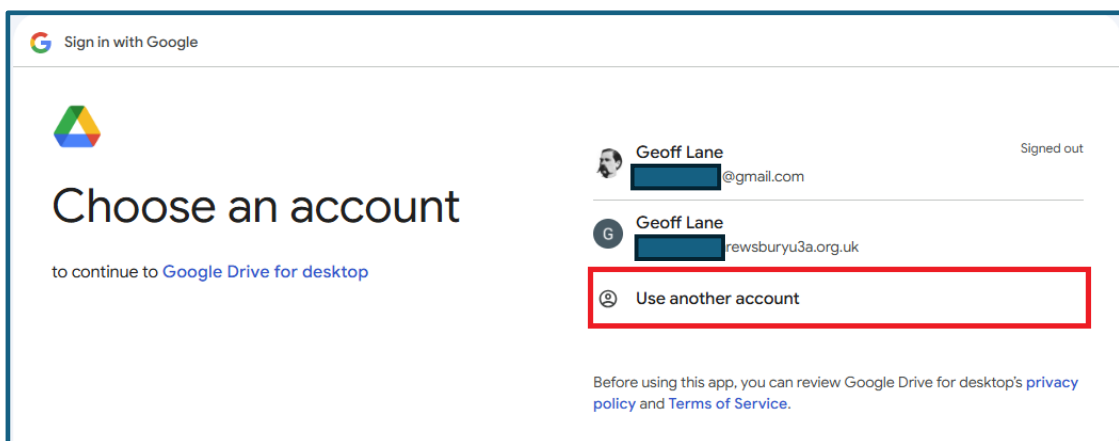 Sign in with Google
Choose an account
to continue to Google Drive for desktop
Geoff Lane
Signed out
@gmail.com
G
Geoff Lane
rewsburyu3a.org.uk
Use another account
Before using this app, you can review Google Drive for desktop's privacy
policy and Terms of Service.